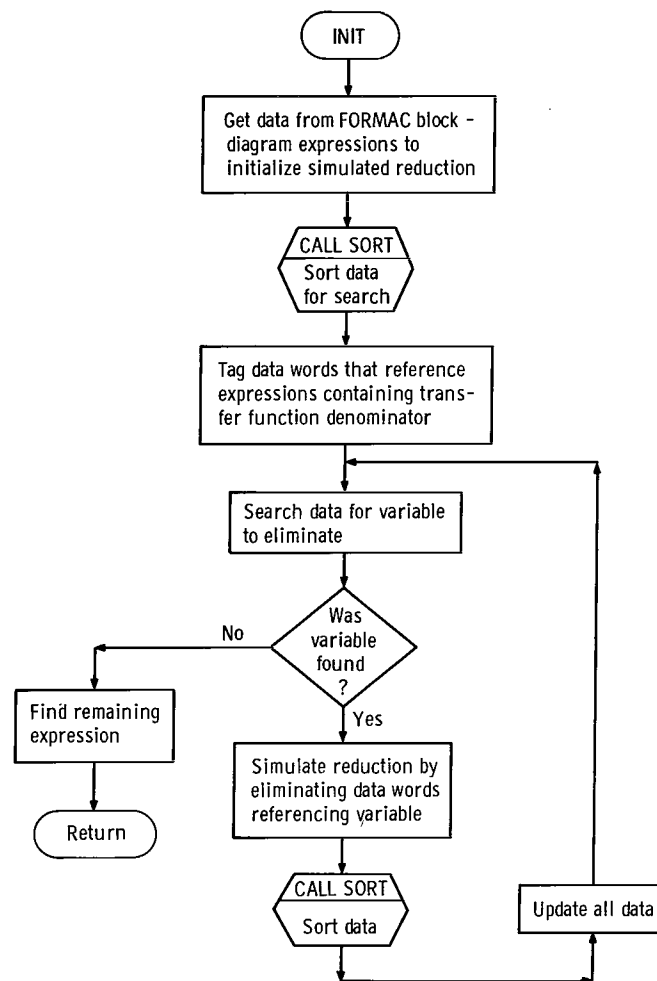 INIT
Get data from FORMAC block -
diagram expressions to
initialize simulated reduction
CALL SORT
Sort data
for search
Tag data words that reference
expressions containing trans-
fer function denominator
Search data for variable
to eliminate
Was
variable
found
?
No
Yes
Find remaining
expression
Return
Simulate reduction by
eliminating data words
referencing variable
CALL SORT
Sort data
Update all data